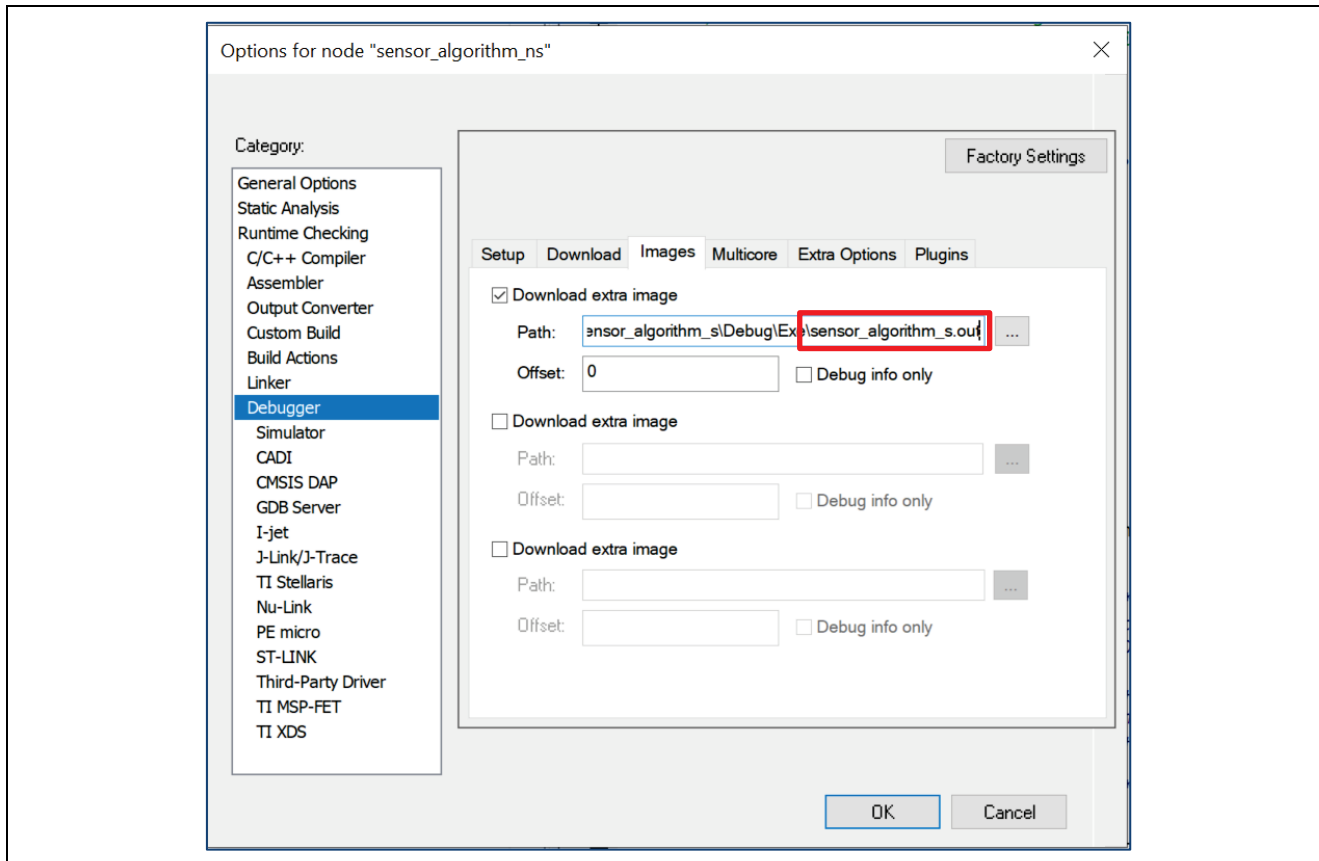 Options for node "sensor_algorithm_ns"
Category:
Factory Settings
General Options
Static Analysis
Runtime Checking
C/C++ Compiler
Assembler
Output Converter
Custom Build
Build Actions
Linker
Debugger
Simulator
CADI
CMSIS DAP
GDB Server
I-jet
J-Link/J-Trace
TI Stellaris
Nu-Link
PE micro
ST-LINK
Third-Party Driver
TI MSP-FET
TI XDS
Setup Download Images Multicore Extra Options Plugins
Download extra image
Path: ensor_algorithm_s\Debug\Exe\sensor_algorithm_s.out ...
Offset: 0 Debug info only
Download extra image
Path: ...
Offset: Debug info only
Download extra image
Path: ...
Offset: Debug info only
OK Cancel